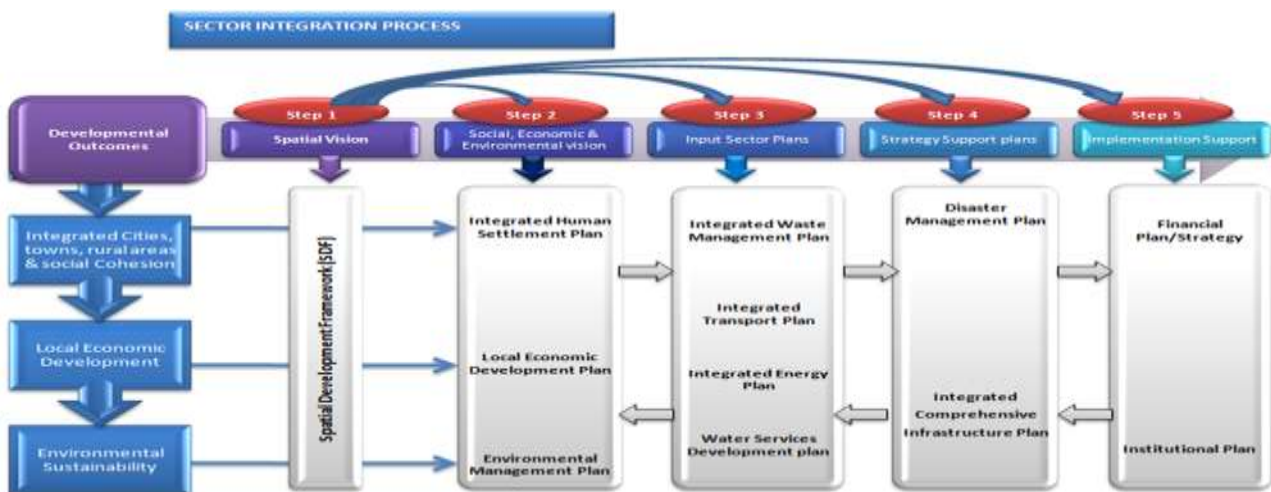 SECTOR INTEGRATION PROCESS
Step 1
Step 2
Step 3
Step 4
Step 5
Developmental
Outcomes
Spatial Vision
Social, Economic &
Environmental vision
Input Sector Plans
Strategy Support plans
Implementation Support
Integrated Cities,
towns, rural areas
& social Cohesion
Local Economic
Development
Environmental
Sustainability
Spatial Development Framework|SDF|
Integrated Human
Settlement Plan
Local Economic
Development Plan
Environmental
Management Plan
Integrated Waste
Management Plan
Integrated
Transport Plan
Integrated Energy
Plan
Water Services
Development plan
Disaster
Management Plan
Integrated
Comprehensive
Infrastructure Plan
Financial
Plan/Strategy
Institutional Plan